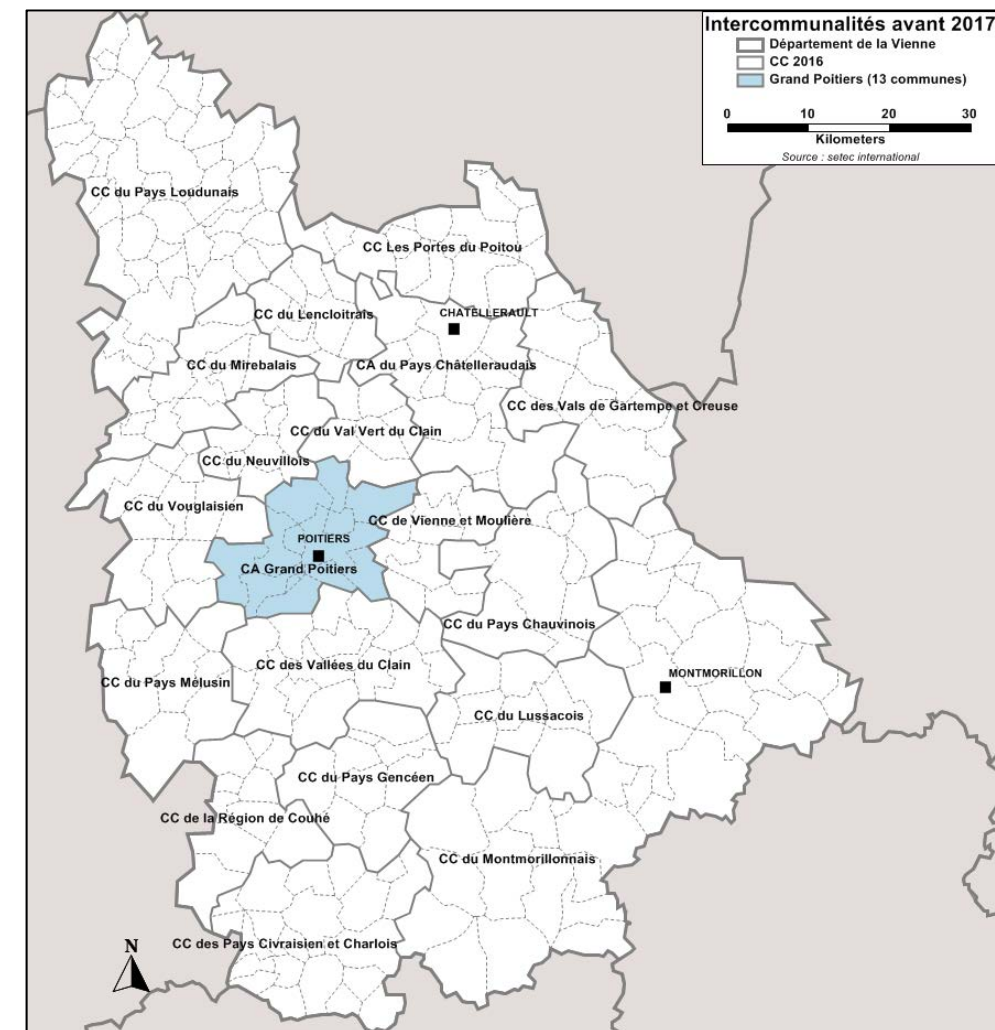 Intercommunalités avant 2017
Département de la Vienne
CC 2016
Grand Poitiers (13 communes)
0 10 20 30
Kilometers
Source : setec international
CC du Pays Loudunais
CC Les Portes du Poitou
CC du Lencloitrais
CHATELLERAULT
CC du Mirebalais
CA du Pays Châtelleraudais
CC des Vals de Gartempe et Creuse
CC du Val Vert du Clain
CC du Neuvillois
CC du Vouglaisien
CC de Vienne et Moulière
POITIERS
CA Grand Poitiers
CC du Pays Chauvinois
CC des Vallées du Clain
MONTMORILLON
CC du Pays Mélusin
CC du Lussacois
CC du Pays Gencéen
CC de la Région de Couhé
CC du Montmorillonnais
CC des Pays Civraisien et Charlois
N